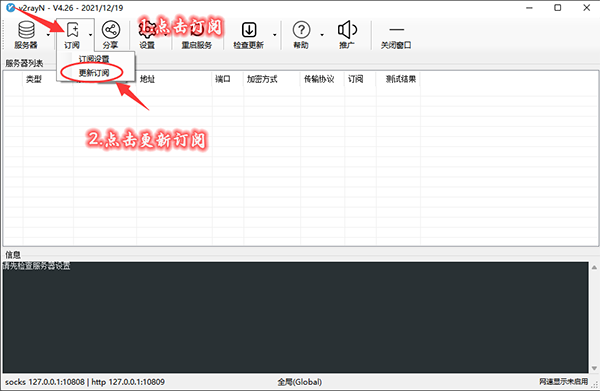 v2rayN - V4.26 - 2021/12/19
1.点击订阅
服务器
订阅
分享
设置
重启服务
检查更新
帮助
推广
关闭窗口
订阅设置
更新订阅
服务器列表
类型
地址
端口
加密方式
传输协议
订阅
测试结果
2.点击更新订阅
信息
请先检查服务器设置
socks 127.0.0.1:10808 | http 127.0.0.1:10809
全局(Global)
网速显示未启用